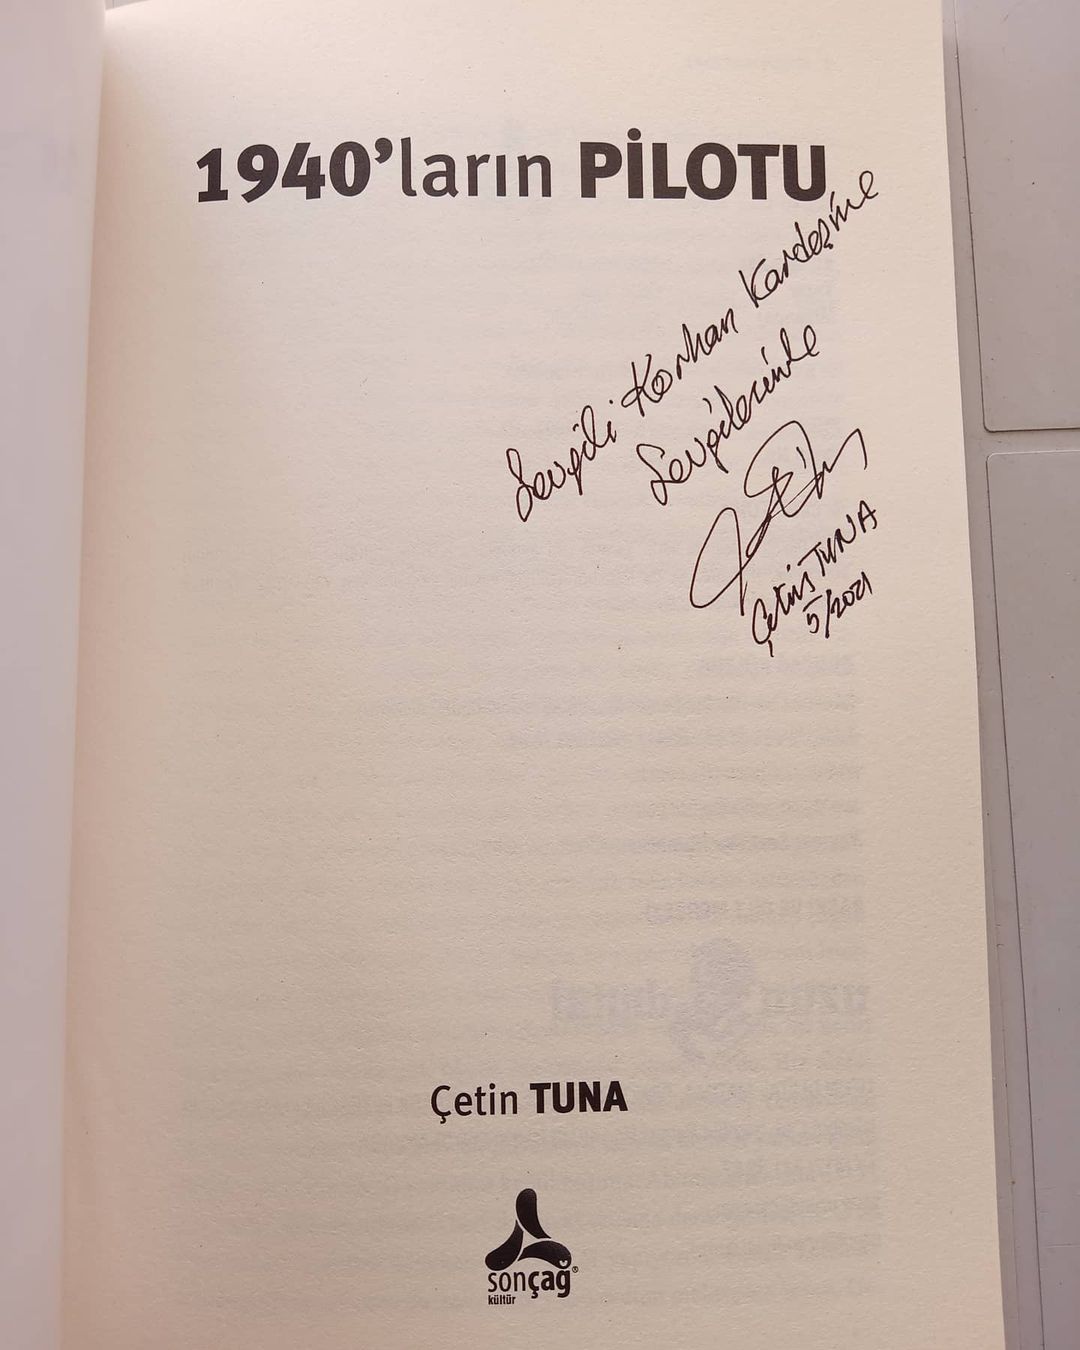 1940’ların PİLOTU
Sevgili Korhan Kardeşime
Sevgilerimle
Çetin TUNA
5/2021
Çetin TUNA
sonçağ®
kültür